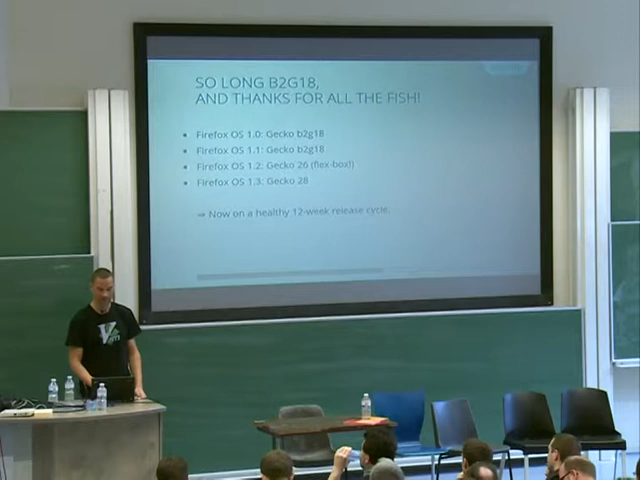 SO LONG B2G18,
AND THANKS FOR ALL THE FISH!
• Firefox OS 1.0: Gecko b2g18
• Firefox OS 1.1: Gecko b2g18
• Firefox OS 1.2: Gecko 26 (flex-box!)
• Firefox OS 1.3: Gecko 28
⇒ Now on a healthy 12-week release cycle.